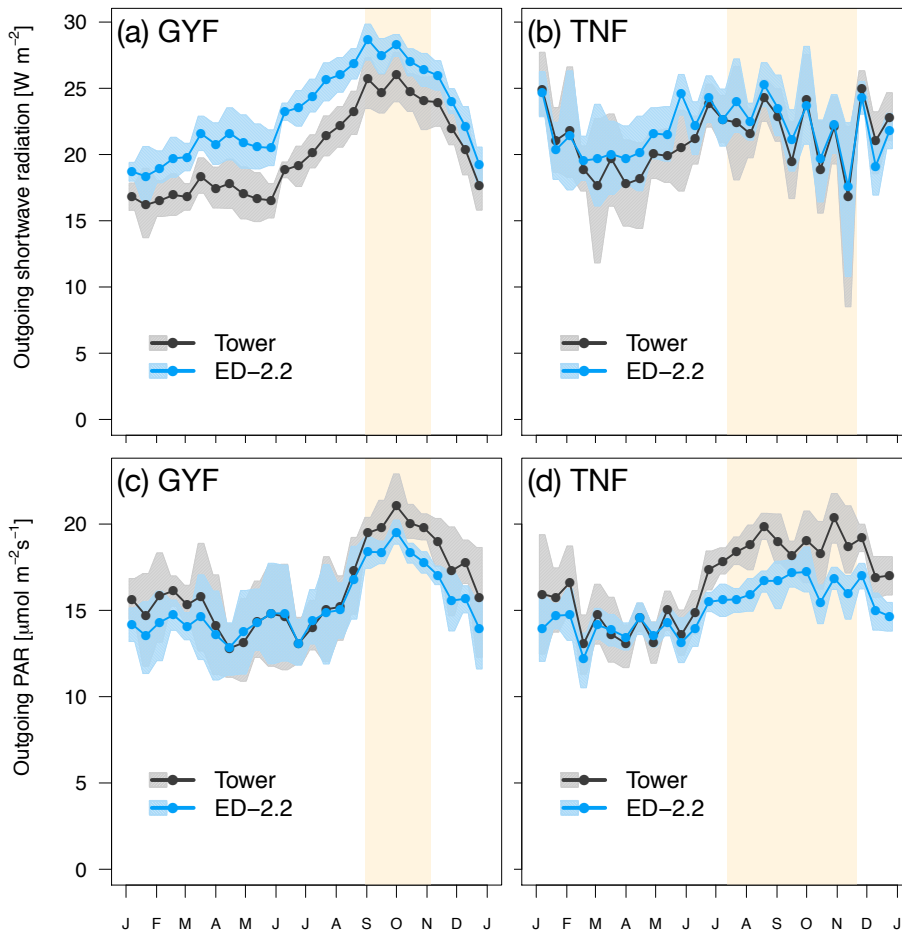 (a) GYF
(b) TNF
Outgoing shortwave radiation [W m−2]
30
25
20
15
10
5
0
Tower
ED−2.2
Tower
ED−2.2
(c) GYF
(d) TNF
Outgoing PAR [µmol m−2s−1]
20
15
10
5
0
Tower
ED−2.2
Tower
ED−2.2
J F M A M J J A S O N D J
J F M A M J J A S O N D J